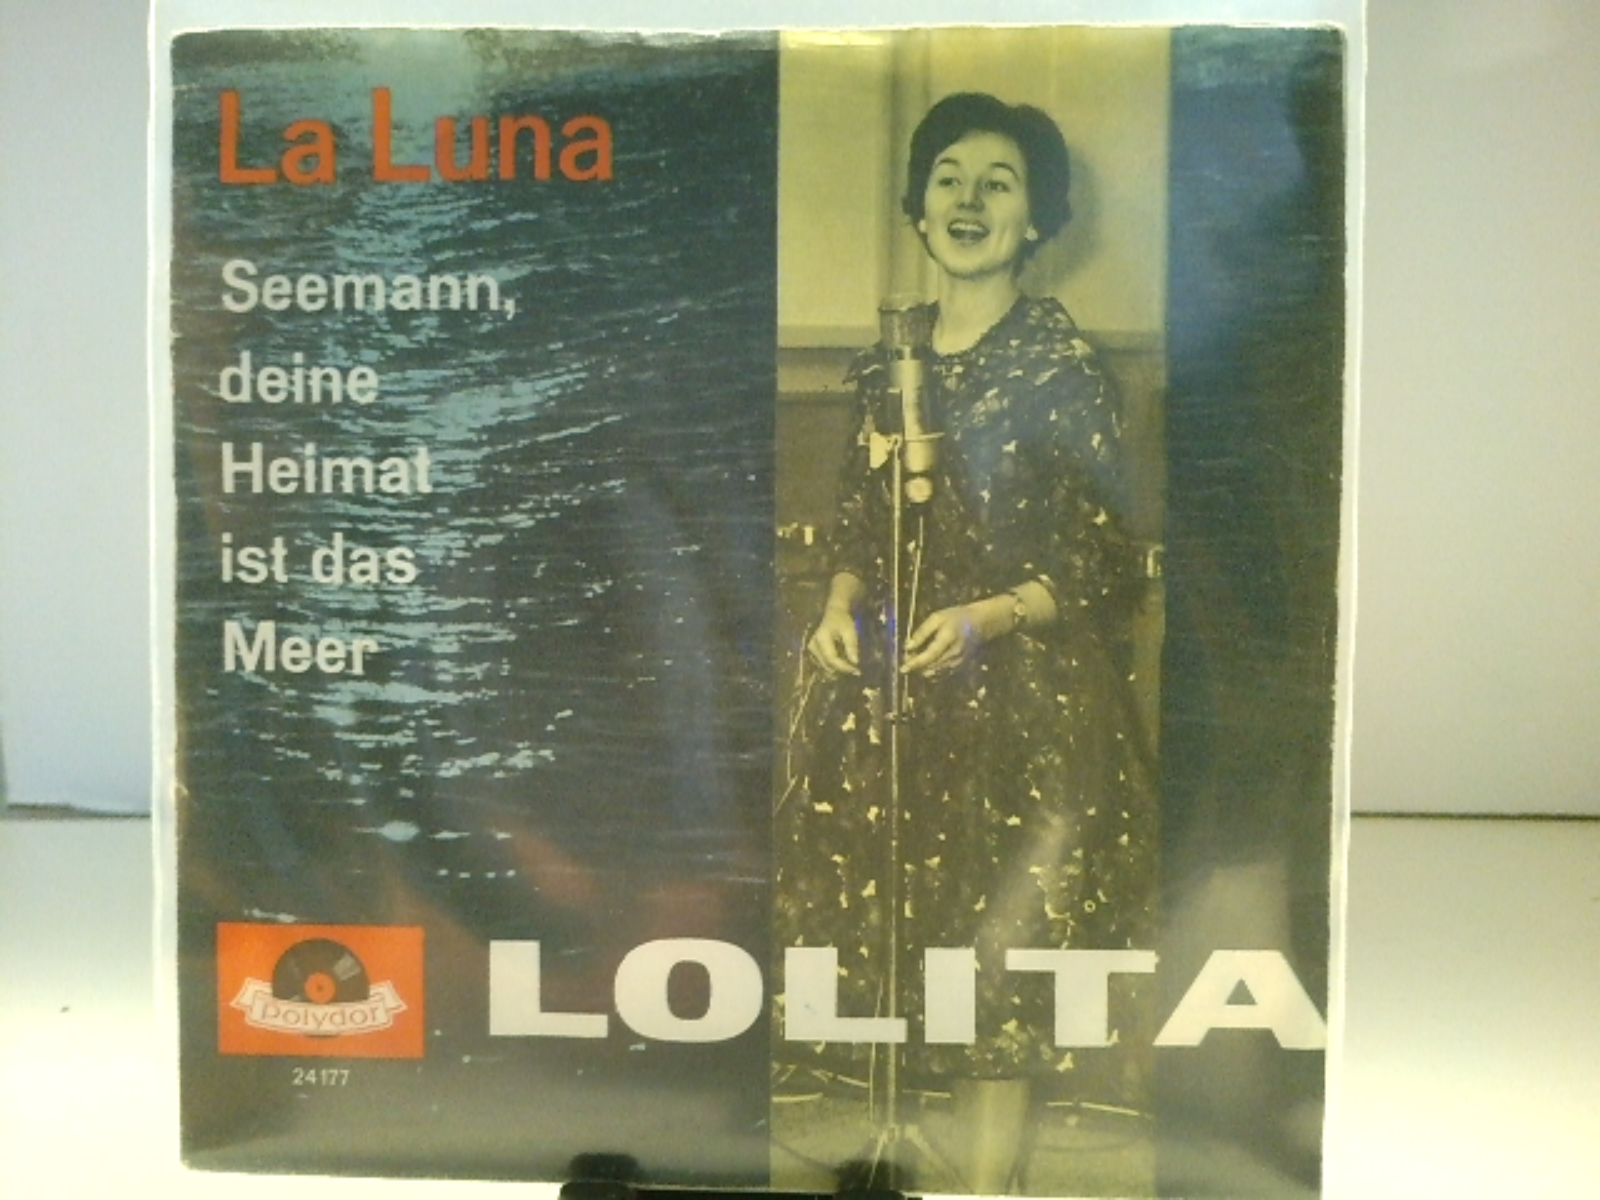 La Luna
Seemann,
deine
Heimat
ist das
Meer
Polydor
LOLITA
24177